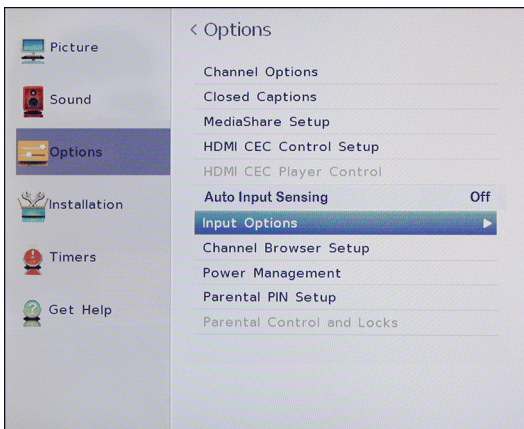 Picture
Sound
Options
Installation
Timers
Get Help
< Options
Channel Options
Closed Captions
MediaShare Setup
HDMI CEC Control Setup
HDMI CEC Player Control
Auto Input Sensing Off
Input Options
Channel Browser Setup
Power Management
Parental PIN Setup
Parental Control and Locks